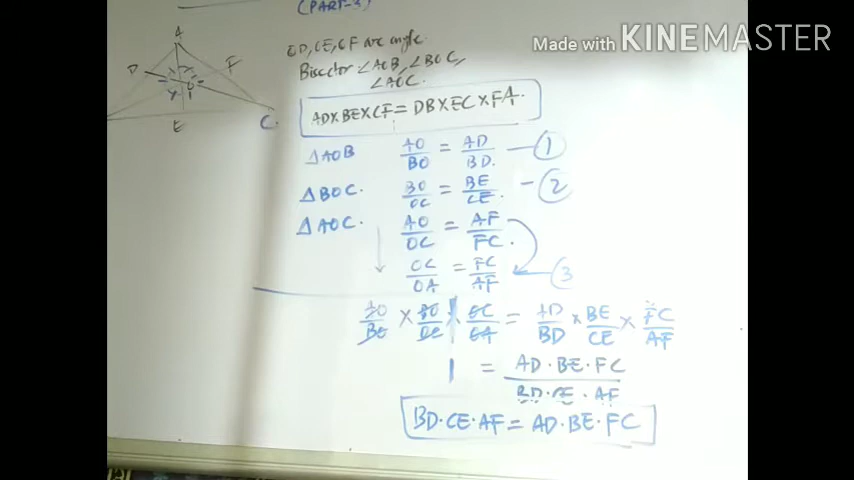 (PART-3)
Made with KINEMASTER
OD, OE, OF are angle.
Bisector ∠AOB, ∠BOC,
∠AOC.
AD×BE×CF = DB×EC×FA.
A
D
F
O
E
C
△AOB AO/BO = AD/BD. —①
△BOC. BO/OC = BE/CE. -②
△AOC. AO/OC = AF/FC.
OC/OA = FC/AF —③
AO/BO × BO/OC × OC/OA = AD/BD × BE/CE × FC/AF
1 = AD·BE·FC / BD·CE·AF
BD·CE·AF = AD·BE·FC